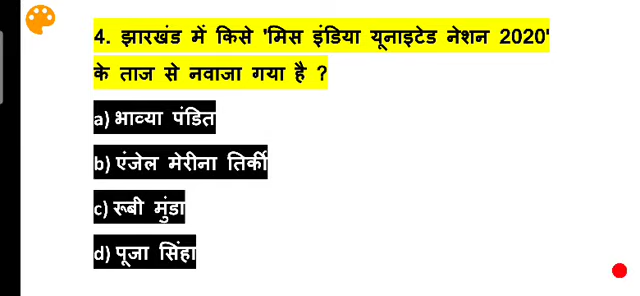 4. झारखंड में किसे 'मिस इंडिया यूनाइटेड नेशन 2020'
के ताज से नवाजा गया है ?
a) भाव्या पंडित
b) एंजेल मेरीना तिर्की
c) रूबी मुंडा
d) पूजा सिंहा